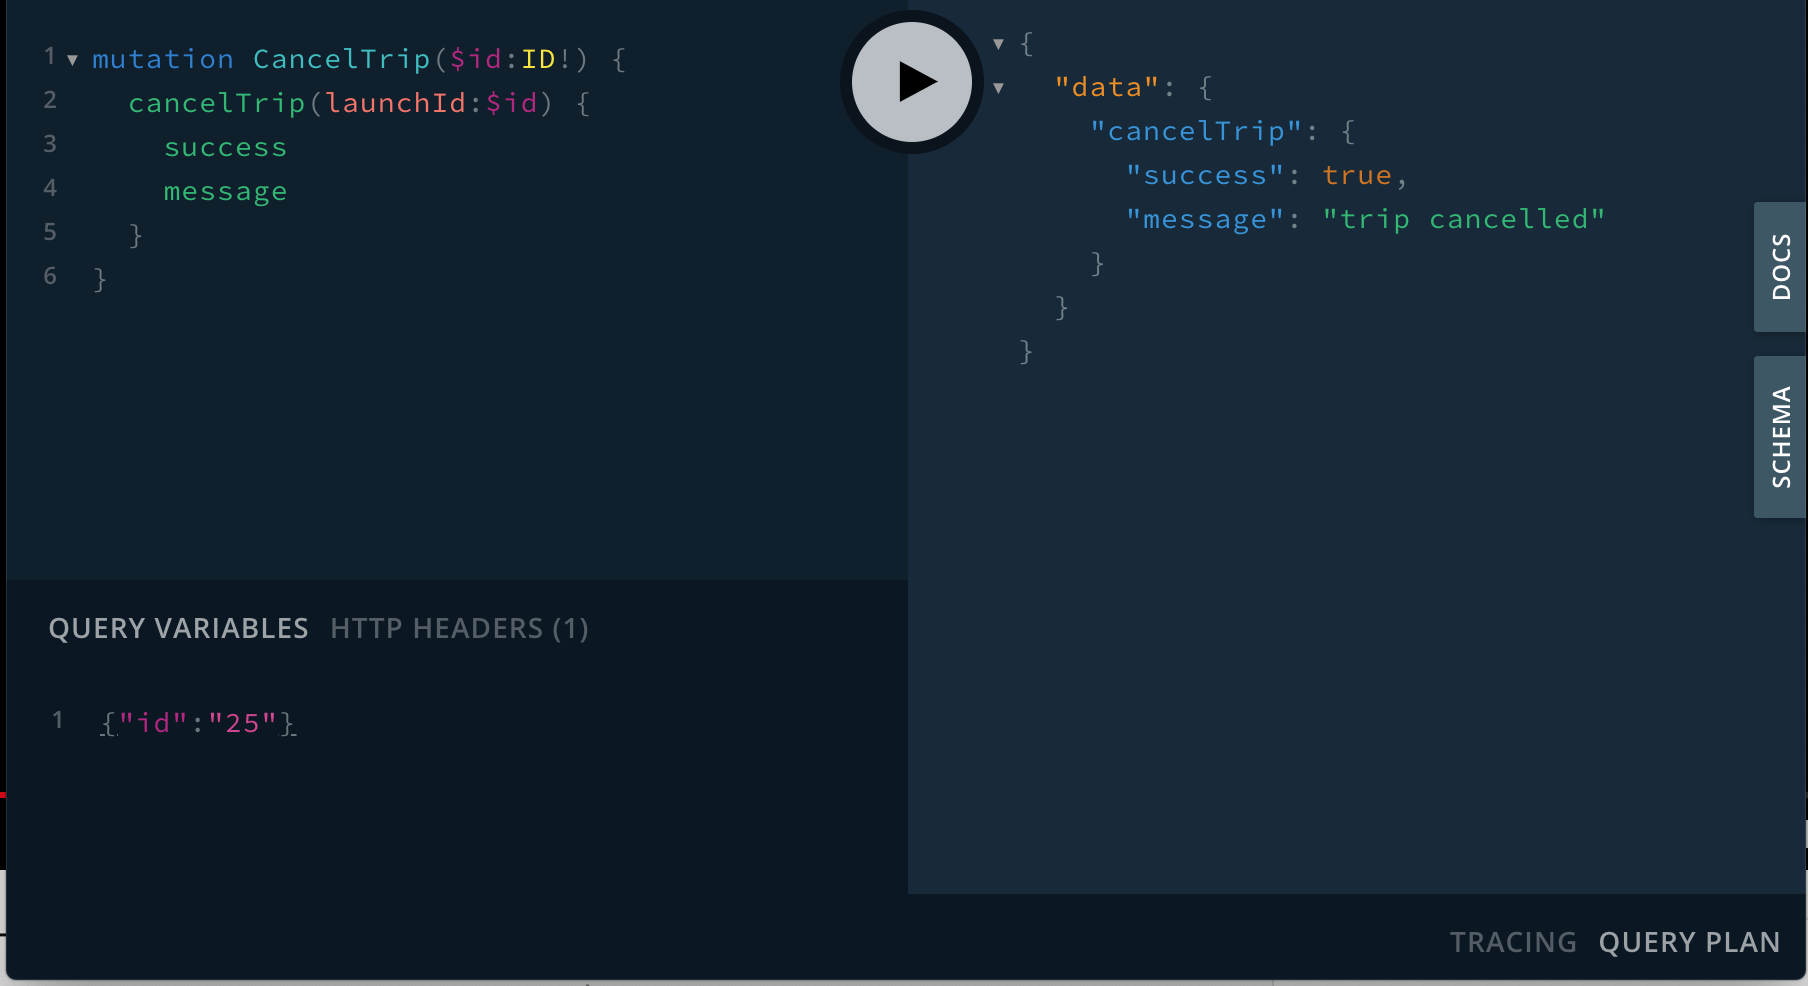 1 mutation CancelTrip($id:ID!) {
2 cancelTrip(launchId:$id) {
3 success
4 message
5 }
6 }
{
"data": {
"cancelTrip": {
"success": true,
"message": "trip cancelled"
}
}
}
DOCS
SCHEMA
QUERY VARIABLES HTTP HEADERS (1)
1 {"id":"25"}
TRACING QUERY PLAN